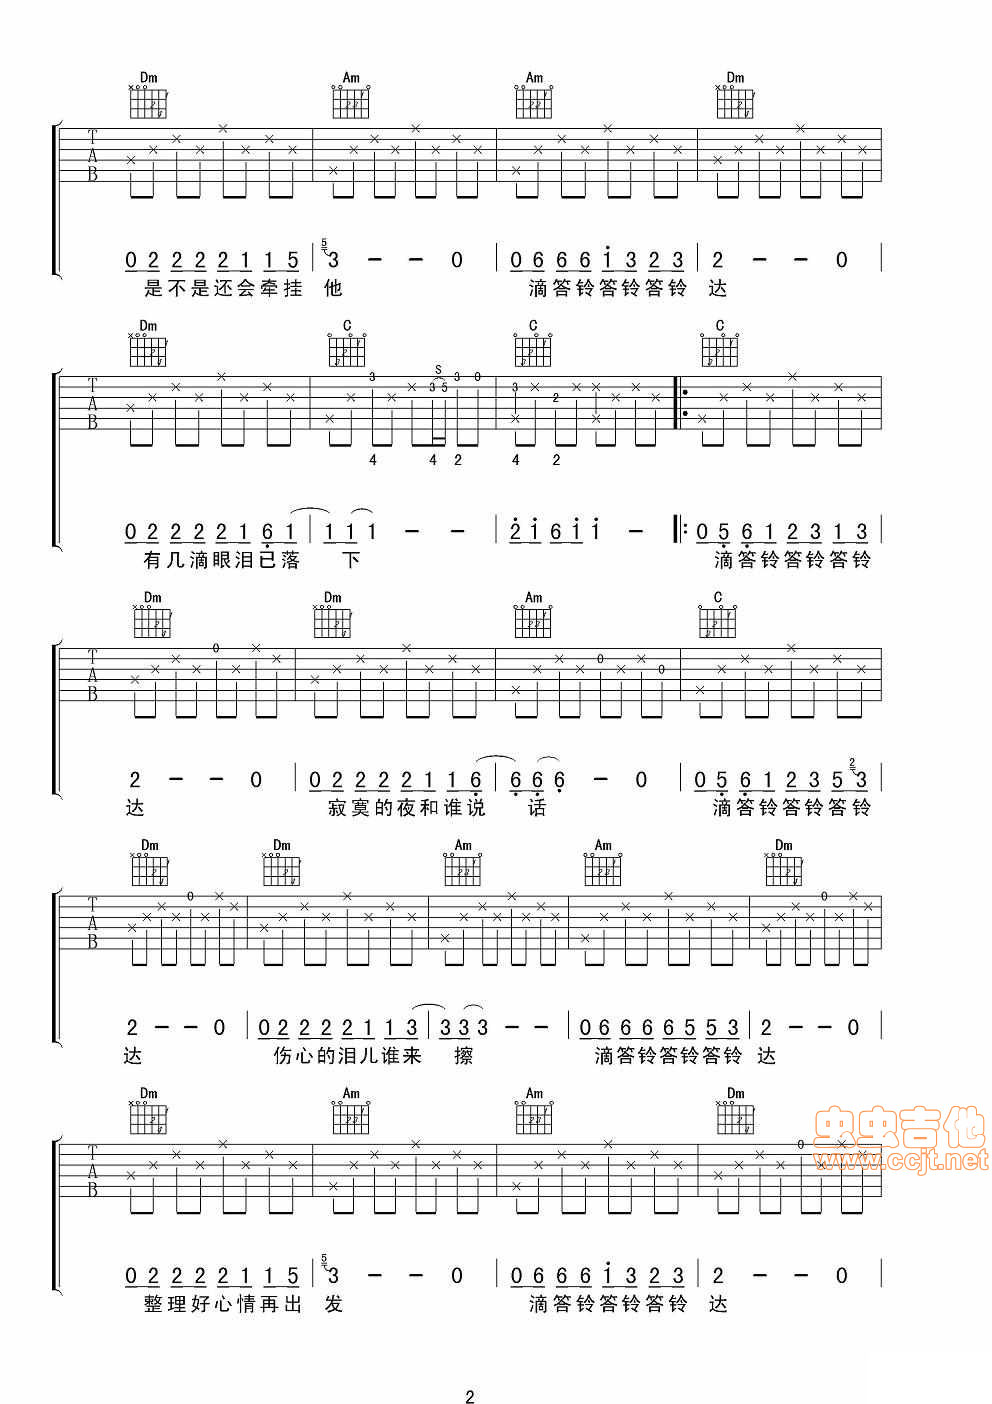 Dm Am Am Dm
T
A
B
0 2 2 2 2 1 1 5 | 5 3 - - 0 | 0 6 6 6 1 3 2 3 | 2 - - 0 |
是不是还会牵挂 他 滴答铃答铃答铃 达
Dm C C C
S
T 3 3 5 3 0 3
A 2
B
4 4 2 4 2
0 2 2 2 2 1 6 1 | 1 1 1 - - | 2 1 6 1 1 - |: 0 5 6 1 2 3 1 3 |
有几滴眼泪已落 下 滴答铃答铃答铃
Dm Dm Am C
T 0 0 0
A
B
2 - - 0 | 0 2 2 2 2 1 1 6 | 6 6 6 - - 0 | 0 5 6 1 2 3 5 2 3
达 寂寞的夜和谁说 话 滴答铃答铃答铃
Dm Dm Am Am Dm
T 0 0
A
B
2 - - 0 | 0 2 2 2 2 1 1 3 | 3 3 3 - - | 0 6 6 6 6 5 5 3 | 2 - - 0 |
达 伤心的泪儿谁来 擦 滴答铃答铃答铃 达
Dm Am Am Dm
虫虫吉他
T 0
A
B
www.ccjt.net
0 2 2 2 2 1 1 5 | 5 3 - - 0 | 0 6 6 6 1 3 2 3 | 2 - - 0 |
整理好心情再出 发 滴答铃答铃答铃 达
2